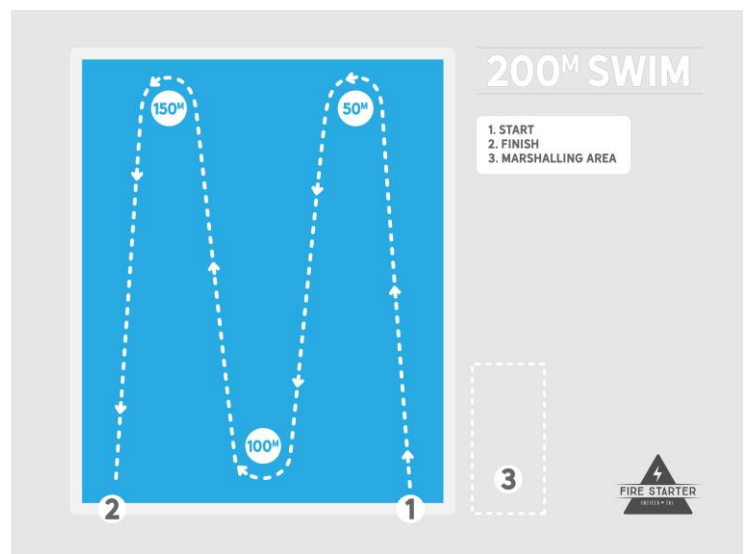 200M SWIM
1. START
2. FINISH
3. MARSHALLING AREA
150M
50M
100M
3
2
1
FIRE STARTER